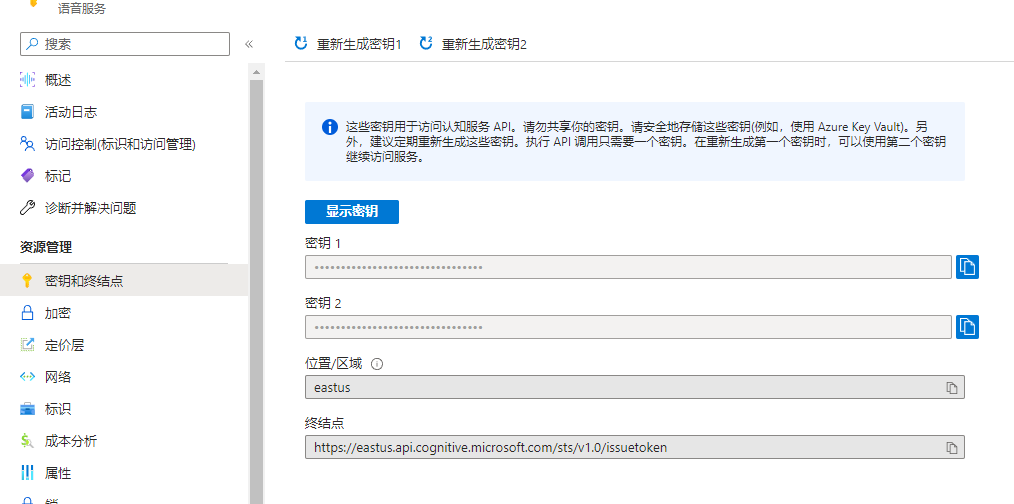 语音服务
搜索
«
重新生成密钥1
重新生成密钥2
概述
活动日志
访问控制(标识和访问管理)
标记
诊断并解决问题
资源管理
密钥和终结点
加密
定价层
网络
标识
成本分析
属性
锁
这些密钥用于访问认知服务 API。请勿共享你的密钥。请安全地存储这些密钥(例如，使用 Azure Key Vault)。另
外，建议定期重新生成这些密钥。执行 API 调用只需要一个密钥。在重新生成第一个密钥时，可以使用第二个密钥
继续访问服务。
显示密钥
密钥 1
••••••••••••••••••••••••••••••••
密钥 2
••••••••••••••••••••••••••••••••
位置/区域
eastus
终结点
https://eastus.api.cognitive.microsoft.com/sts/v1.0/issuetoken